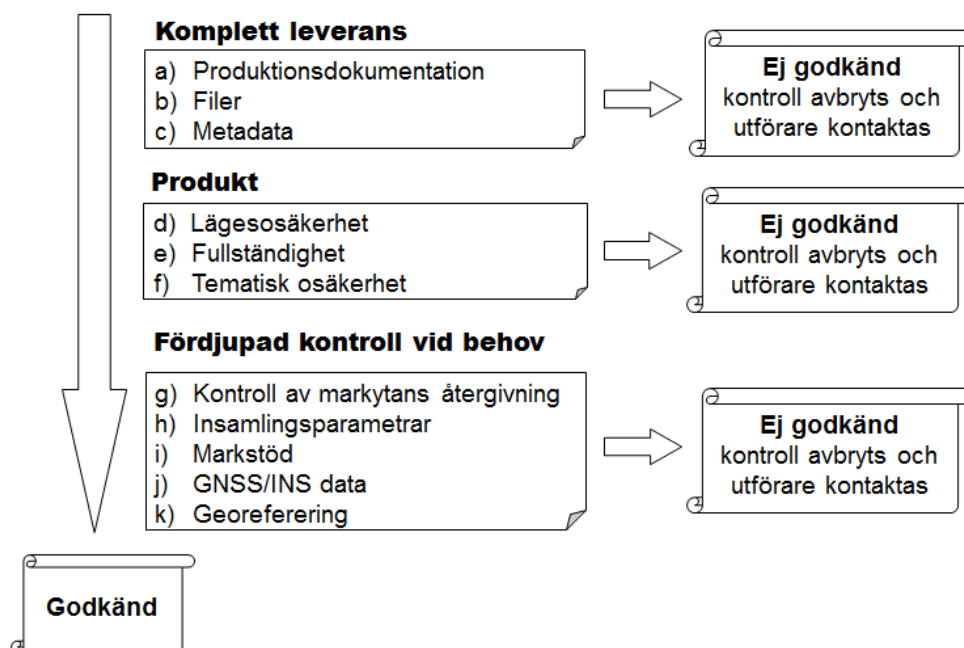 Komplett leverans
a) Produktionsdokumentation
b) Filer
c) Metadata
Ej godkänd
kontroll avbryts och
utförare kontaktas
Produkt
d) Lägesosäkerhet
e) Fullständighet
f) Tematisk osäkerhet
Ej godkänd
kontroll avbryts och
utförare kontaktas
Fördjupad kontroll vid behov
g) Kontroll av markytans återgivning
h) Insamlingsparametrar
i) Markstöd
j) GNSS/INS data
k) Georeferering
Ej godkänd
kontroll avbryts och
utförare kontaktas
Godkänd